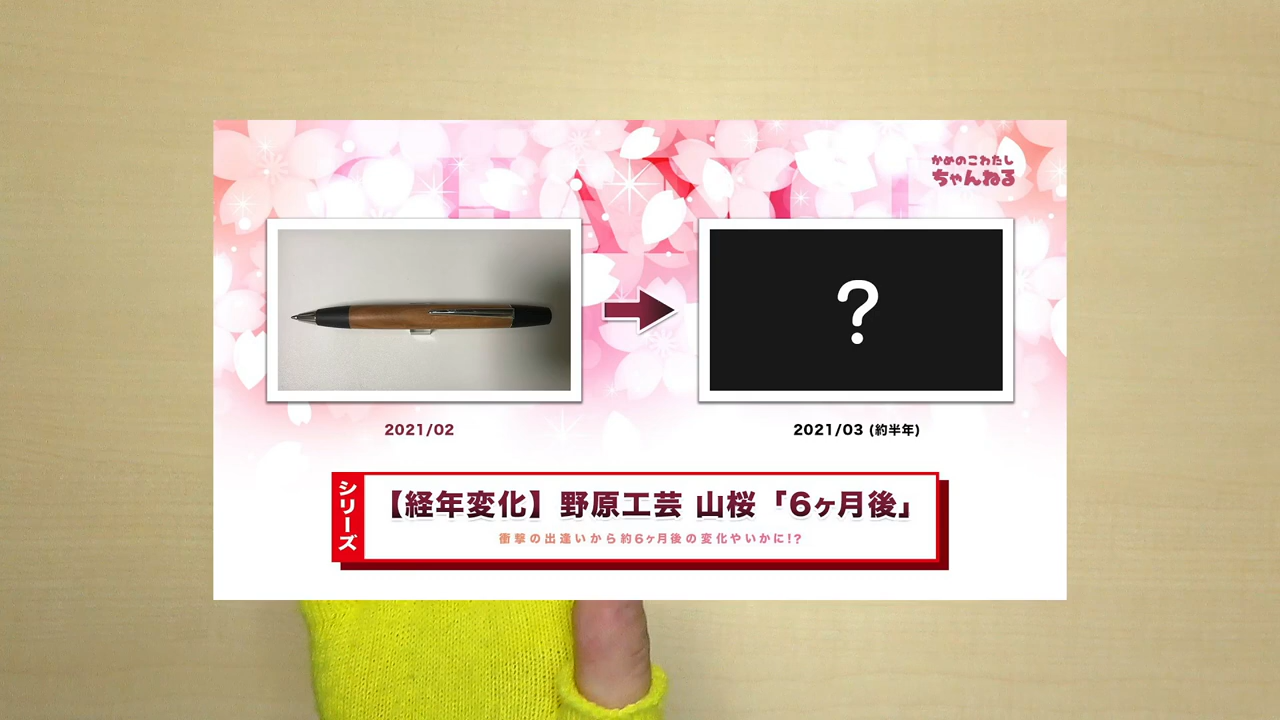 かめのこわたし
ちゃんねる
2021/02
?
2021/03 (約半年)
シリーズ
【経年変化】野原工芸 山桜「6ヶ月後」
衝撃の出逢いから約6ヶ月後の変化やいかに!?